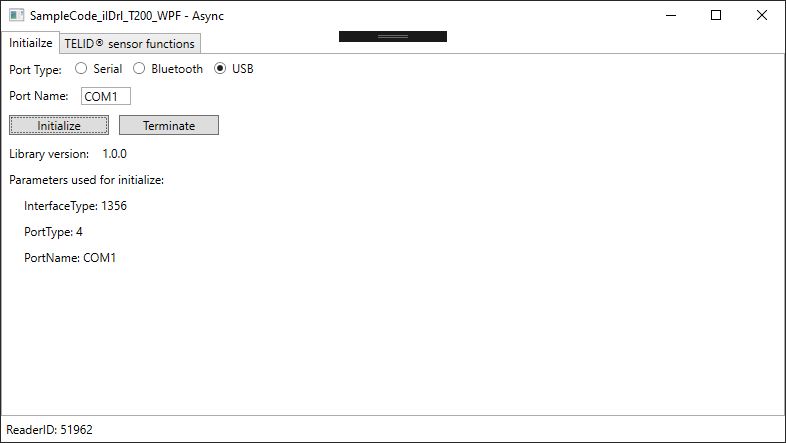 SampleCode_ilDrl_T200_WPF - Async
Initiailze TELID® sensor functions
Port Type: Serial Bluetooth USB
Port Name: COM1
Initialize Terminate
Library version: 1.0.0
Parameters used for initialize:
InterfaceType: 1356
PortType: 4
PortName: COM1
ReaderID: 51962